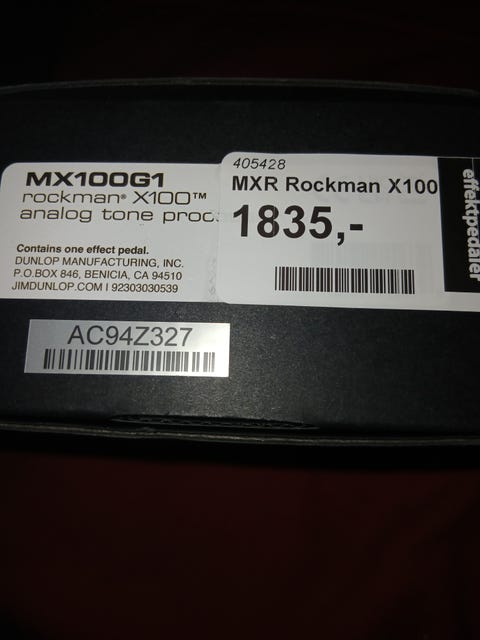 MX100G1
rockman® X100™
analog tone proc
Contains one effect pedal.
DUNLOP MANUFACTURING, INC.
P.O.BOX 846, BENICIA, CA 94510
JIMDUNLOP.COM | 92303030539
405428
MXR Rockman X100
1835,-
effektpedaler
AC94Z327